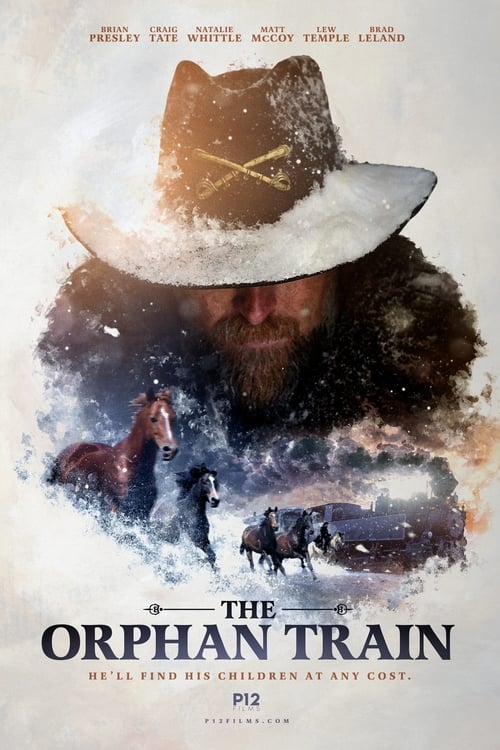 BRIAN CRAIG NATALIE MATT LEW BRAD
PRESLEY TATE WHITTLE McCOY TEMPLE LELAND
THE
ORPHAN TRAIN
HE'LL FIND HIS CHILDREN AT ANY COST.
P12
FILMS
P12FILMS.COM